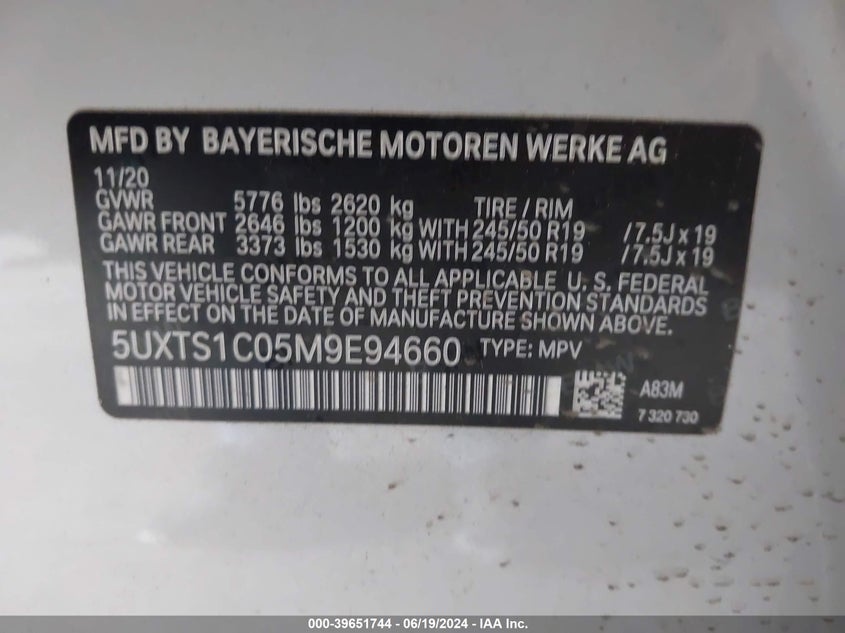 MFD BY BAYERISCHE MOTOREN WERKE AG
11/20
GVWR 5776 lbs 2620 kg TIRE / RIM
GAWR FRONT 2646 lbs 1200 kg WITH 245/50 R19 /7.5J x 19
GAWR REAR 3373 lbs 1530 kg WITH 245/50 R19 /7.5J x 19
THIS VEHICLE CONFORMS TO ALL APPLICABLE U. S. FEDERAL
MOTOR VEHICLE SAFETY AND THEFT PREVENTION STANDARDS
IN EFFECT ON THE DATE OF MANUFACTURE SHOWN ABOVE.
5UXTS1C05M9E94660 TYPE: MPV
A83M
7 320 730
000-39651744 - 06/19/2024 - IAA Inc.